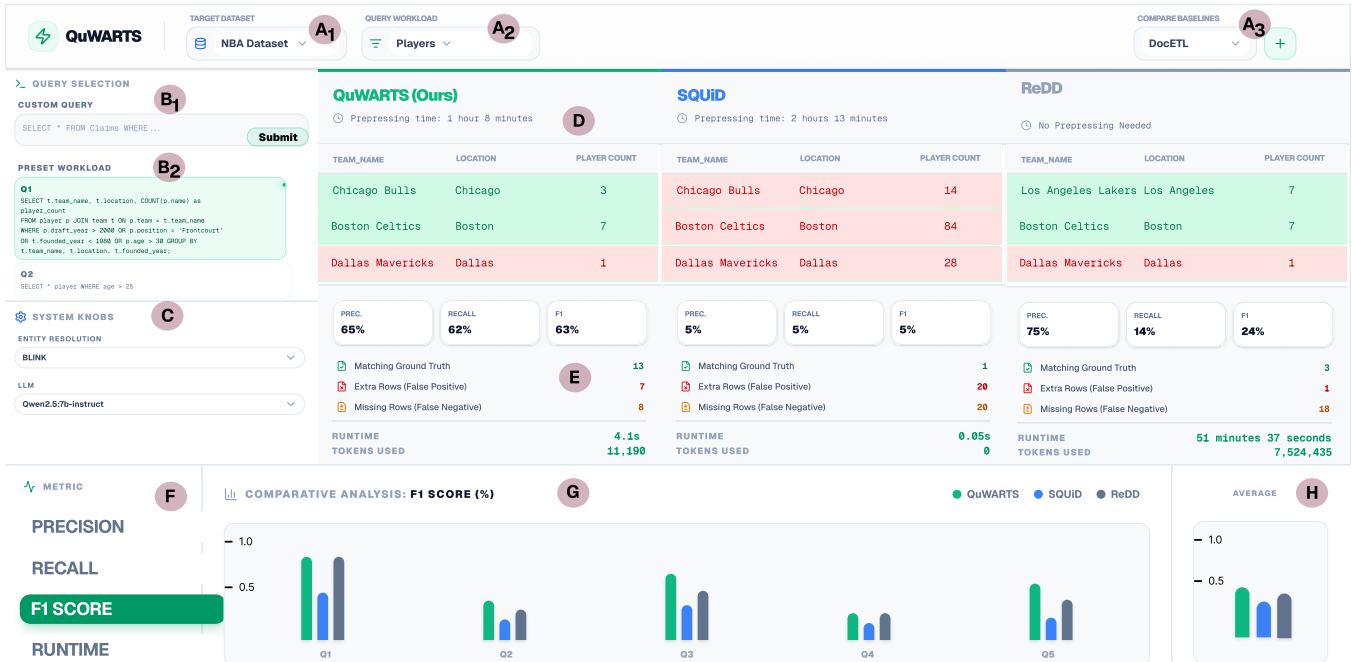 QuWARTS
TARGET DATASET
NBA Dataset
A1
QUERY WORKLOAD
Players
A2
COMPARE BASELINES
DocETL
A3
+
QUERY SELECTION
CUSTOM QUERY
B1
SELECT * FROM Claims WHERE...
Submit
PRESET WORKLOAD
B2
Q1
SELECT t.team_name, t.location, COUNT(p.name) as
player_count
FROM player p JOIN team t ON p.team = t.team_name
WHERE p.draft_year > 2000 OR p.position = 'Frontcourt'
OR t.founded_year < 1980 OR p.age > 30 GROUP BY
t.team_name, t.location, t.founded_year;
Q2
SELECT * player WHERE age > 25
SYSTEM KNOBS
C
ENTITY RESOLUTION
BLINK
LLM
Qwen2.5:7b-instruct
QuWARTS (Ours)
Prepressing time: 1 hour 8 minutes
D
TEAM_NAME LOCATION PLAYER COUNT
Chicago Bulls Chicago 3
Boston Celtics Boston 7
Dallas Mavericks Dallas 1
PREC. RECALL F1
65% 62% 63%
Matching Ground Truth 13
Extra Rows (False Positive) 7
E
Missing Rows (False Negative) 8
RUNTIME 4.1s
TOKENS USED 11,190
SQUiD
Prepressing time: 2 hours 13 minutes
TEAM_NAME LOCATION PLAYER COUNT
Chicago Bulls Chicago 14
Boston Celtics Boston 84
Dallas Mavericks Dallas 28
PREC. RECALL F1
5% 5% 5%
Matching Ground Truth 1
Extra Rows (False Positive) 20
Missing Rows (False Negative) 20
RUNTIME 0.05s
TOKENS USED 0
ReDD
No Prepressing Needed
TEAM_NAME LOCATION PLAYER COUNT
Los Angeles Lakers Los Angeles 7
Boston Celtics Boston 7
Dallas Mavericks Dallas 1
PREC. RECALL F1
75% 14% 24%
Matching Ground Truth 3
Extra Rows (False Positive) 1
Missing Rows (False Negative) 18
RUNTIME 51 minutes 37 seconds
TOKENS USED 7,524,435
METRIC
F
PRECISION
RECALL
F1 SCORE
RUNTIME
COMPARATIVE ANALYSIS: F1 SCORE (%)
G
QuWARTS SQUiD ReDD
1.0
0.5
Q1 Q2 Q3 Q4 Q5
AVERAGE
H
1.0
0.5